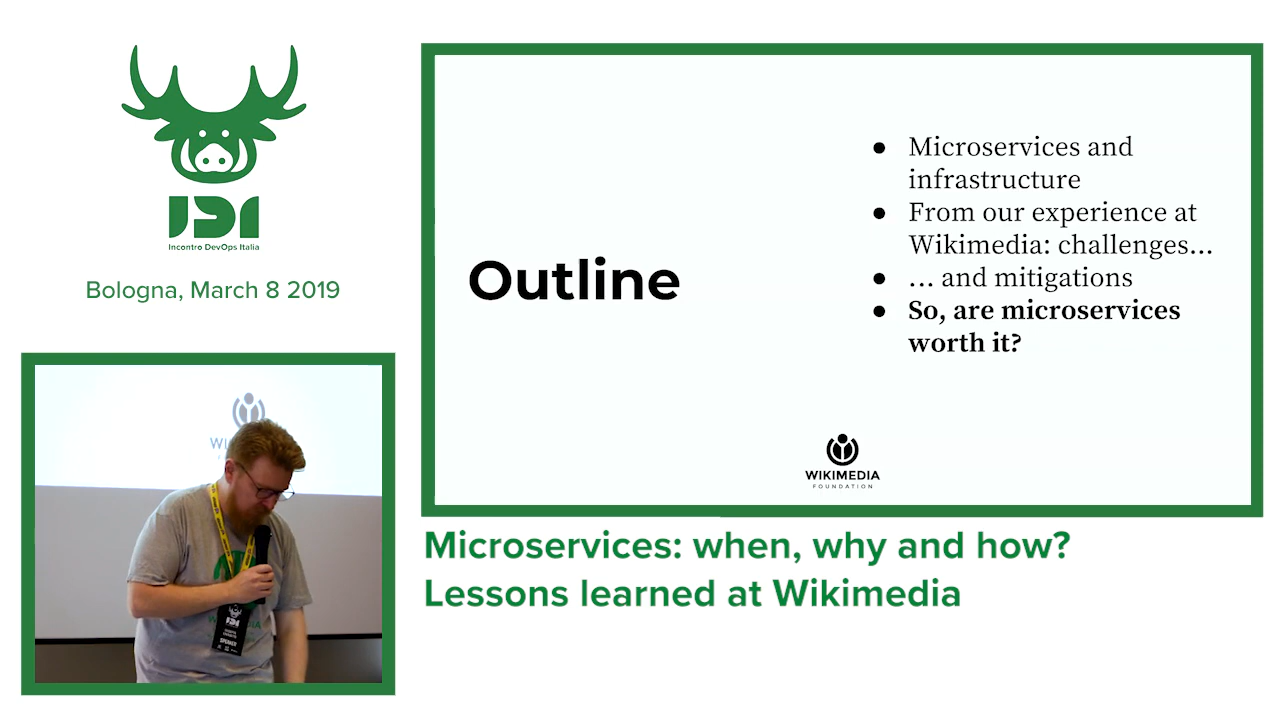 IDI
Incontro DevOps Italia
Bologna, March 8 2019
Outline
● Microservices and
infrastructure
● From our experience at
Wikimedia: challenges...
● ... and mitigations
● So, are microservices
worth it?
WIKIMEDIA
FOUNDATION
Microservices: when, why and how?
Lessons learned at Wikimedia
SPEAKER